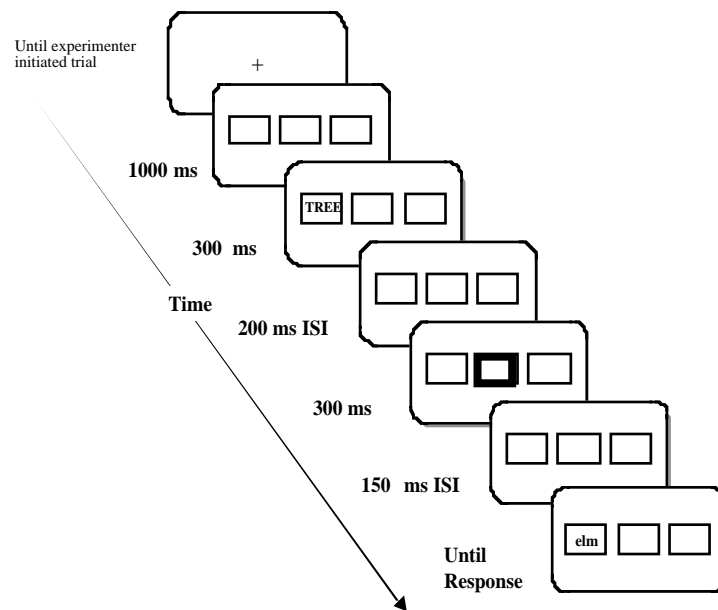 Until experimenter
initiated trial
+
1000 ms
TREE
300 ms
Time
200 ms ISI
300 ms
150 ms ISI
elm
Until
Response